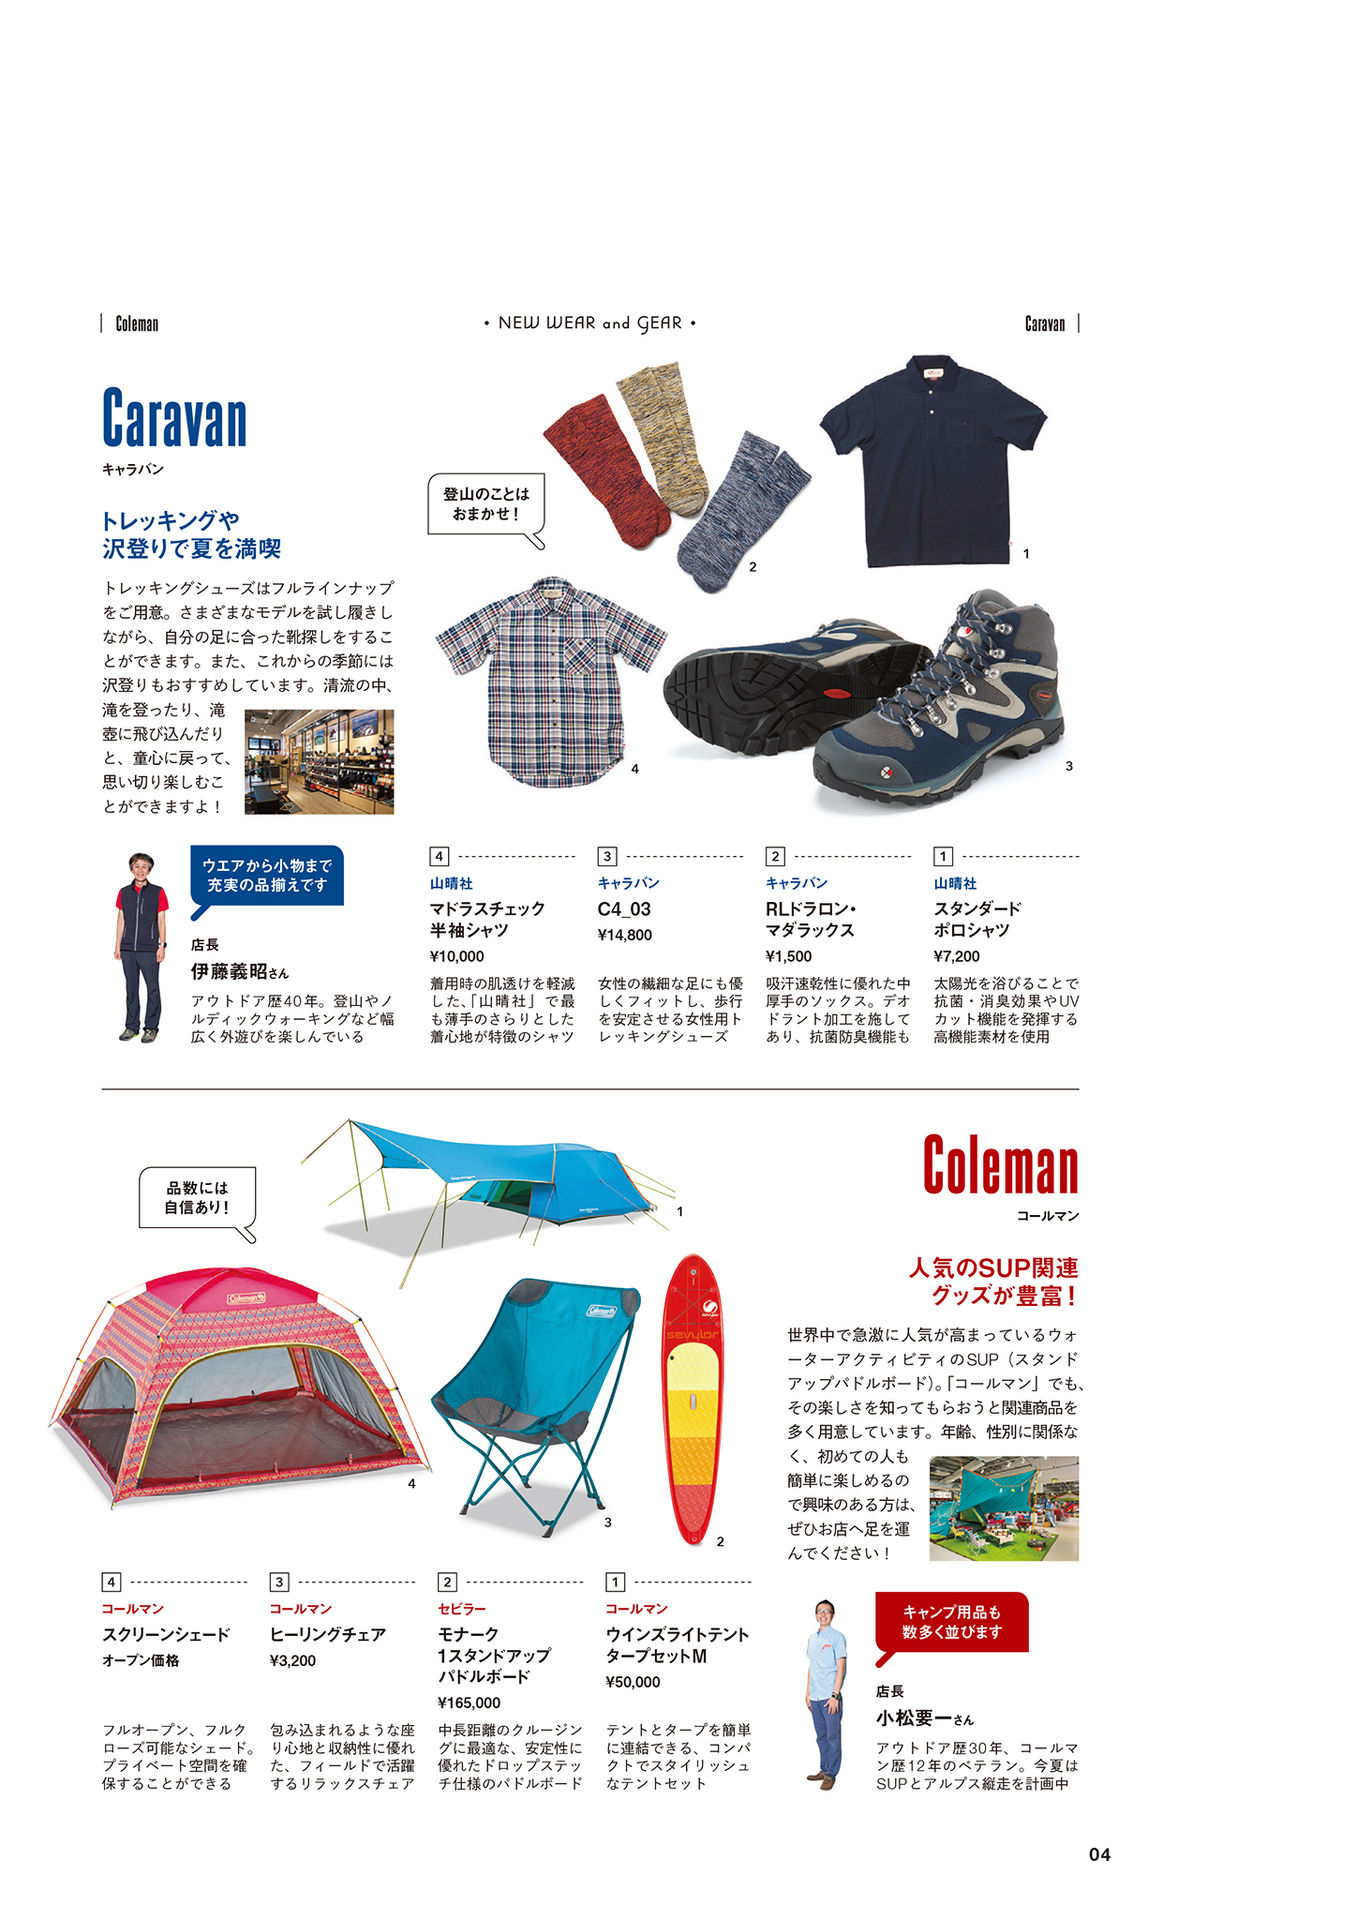 Coleman
• NEW WEAR and GEAR •
Caravan
Caravan
キャラバン
トレッキングや
沢登りで夏を満喫
トレッキングシューズはフルラインナップ
をご用意。さまざまなモデルを試し履きし
ながら、自分の足に合った靴探しをするこ
とができます。また、これからの季節には
沢登りもおすすめしています。清流の中、
滝を登ったり、滝
壺に飛び込んだり
と、童心に戻って、
思い切り楽しむこ
とができますよ！
登山のことは
おまかせ！
1
2
3
4
ウエアから小物まで
充実の品揃えです
店長
伊藤義昭さん
アウトドア歴40年。登山やノ
ルディックウォーキングなど幅
広く外遊びを楽しんでいる
4
山晴社
マドラスチェック
半袖シャツ
¥10,000
着用時の肌透けを軽減
した、「山晴社」で最
も薄手のさらりとした
着心地が特徴のシャツ
3
キャラバン
C4_03
¥14,800
女性の繊細な足にも優
しくフィットし、歩行
を安定させる女性用ト
レッキングシューズ
2
キャラバン
RLドラロン・
マダラックス
¥1,500
吸汗速乾性に優れた中
厚手のソックス。デオ
ドラント加工を施して
あり、抗菌防臭機能も
1
山晴社
スタンダード
ポロシャツ
¥7,200
太陽光を浴びることで
抗菌・消臭効果やUV
カット機能を発揮する
高機能素材を使用
品数には
自信あり！
1
Coleman
4
Coleman
3
sevylor
sevylor
2
Coleman
コールマン
人気のSUP関連
グッズが豊富！
世界中で急激に人気が高まっているウォ
ーターアクティビティのSUP（スタンド
アップパドルボード）。「コールマン」でも、
その楽しさを知ってもらおうと関連商品を
多く用意しています。年齢、性別に関係な
く、初めての人も
簡単に楽しめるの
で興味のある方は、
ぜひお店へ足を運
んでください！
4
コールマン
スクリーンシェード
オープン価格
フルオープン、フルク
ローズ可能なシェード。
プライベート空間を確
保することができる
3
コールマン
ヒーリングチェア
¥3,200
包み込まれるような座
り心地と収納性に優れ
た、フィールドで活躍
するリラックスチェア
2
セビラー
モナーク
1スタンドアップ
パドルボード
¥165,000
中長距離のクルージン
グに最適な、安定性に
優れたドロップステッ
チ仕様のパドルボード
1
コールマン
ウインズライトテント
タープセットM
¥50,000
テントとタープを簡単
に連結できる、コンパ
クトでスタイリッシュ
なテントセット
キャンプ用品も
数多く並びます
店長
小松要一さん
アウトドア歴30年、コールマ
ン歴12年のベテラン。今夏は
SUPとアルプス縦走を計画中
04